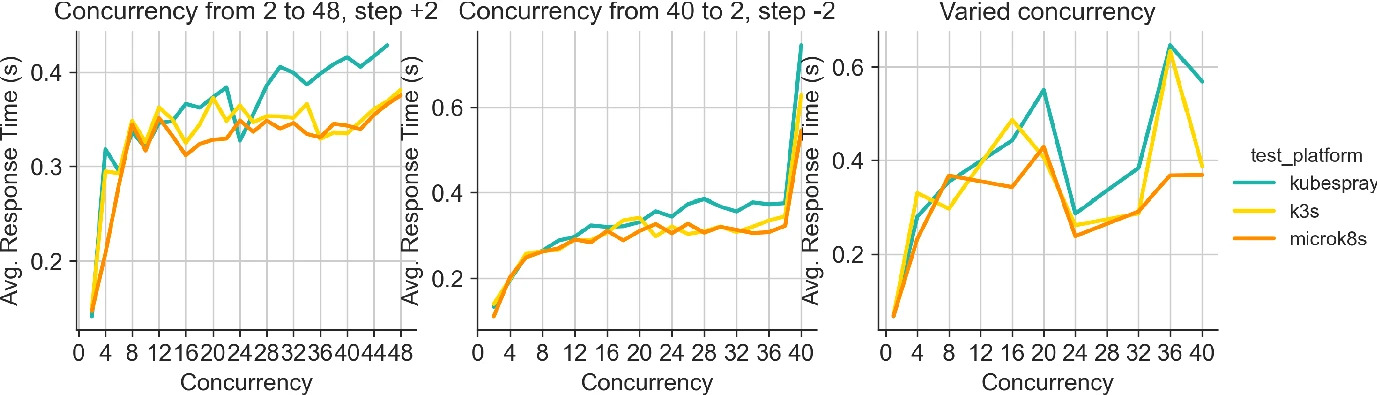 Concurrency from 2 to 48, step +2
Avg. Response Time (s)
0.4
0.3
0.2
0 4 8 12 16 20 24 28 32 36 40 44 48
Concurrency
Concurrency from 40 to 2, step -2
Avg. Response Time (s)
0.6
0.4
0.2
0 4 8 12 16 20 24 28 32 36 40
Concurrency
Varied concurrency
Avg. Response Time (s)
0.6
0.4
0.2
0 4 8 12 16 20 24 28 32 36 40
Concurrency
test_platform
kubespray
k3s
microk8s